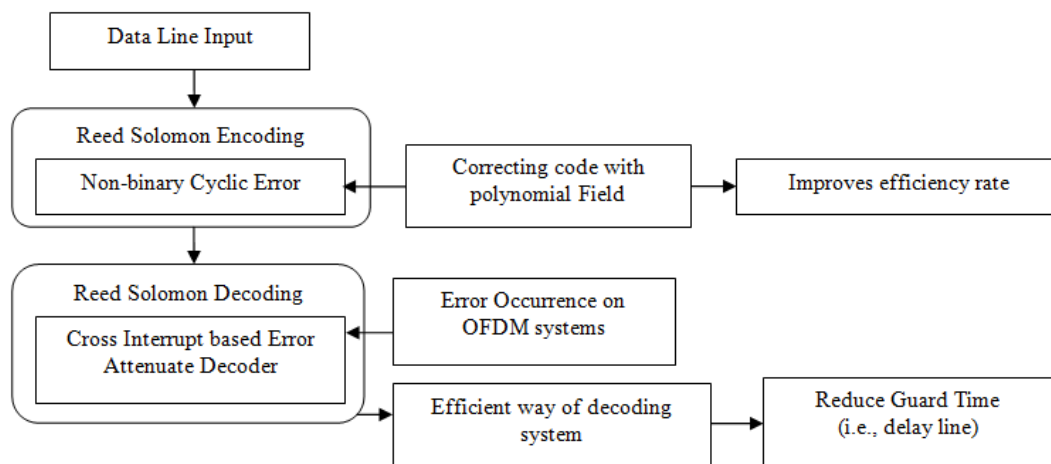 Data Line Input
Reed Solomon Encoding
Non-binary Cyclic Error
Correcting code with
polynomial Field
Improves efficiency rate
Reed Solomon Decoding
Cross Interrupt based Error
Attenuate Decoder
Error Occurrence on
OFDM systems
Efficient way of decoding
system
Reduce Guard Time
(i.e., delay line)